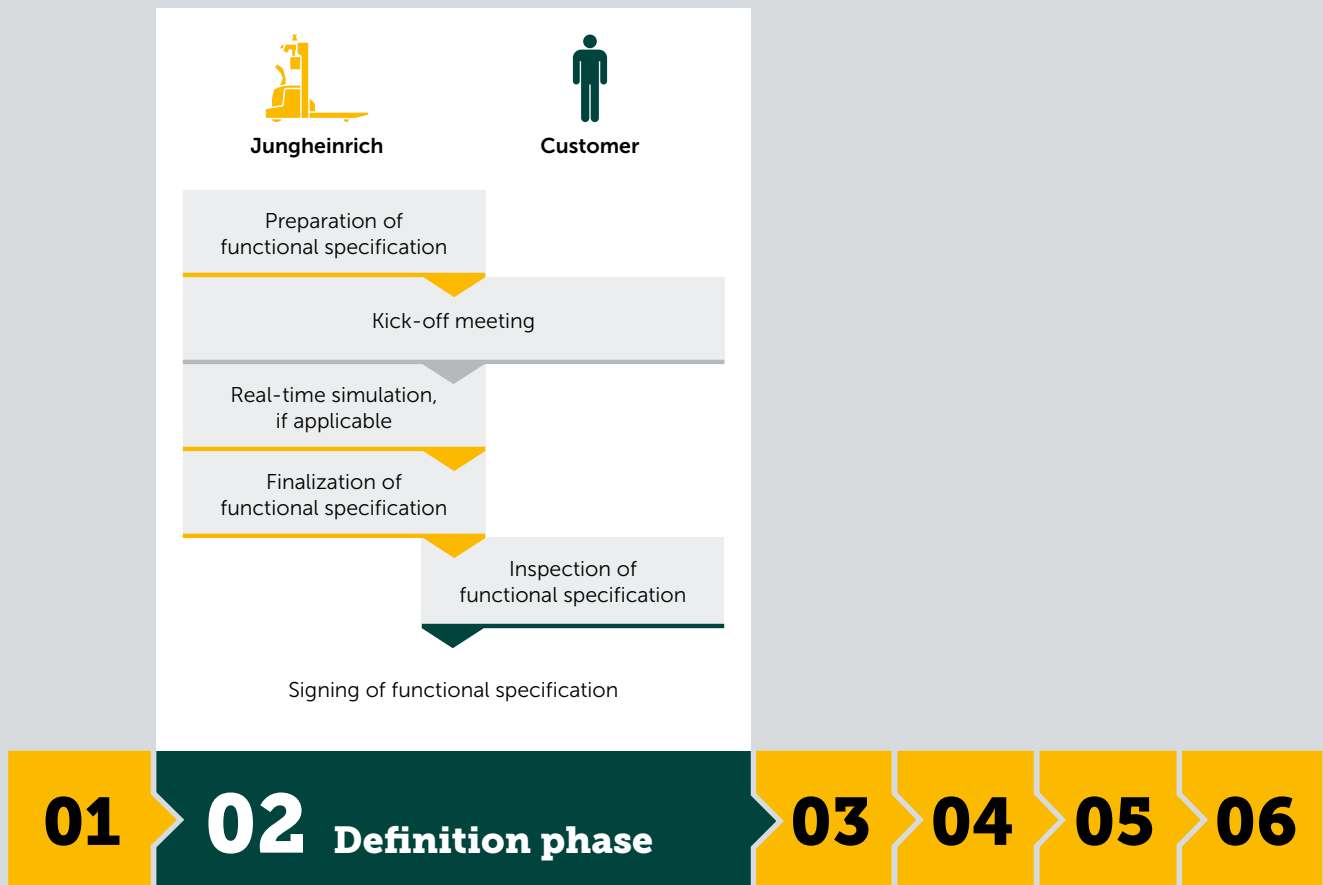 Jungheinrich
Customer
Preparation of
functional specification
Kick-off meeting
Real-time simulation,
if applicable
Finalization of
functional specification
Inspection of
functional specification
Signing of functional specification
01
02 Definition phase
03
04
05
06